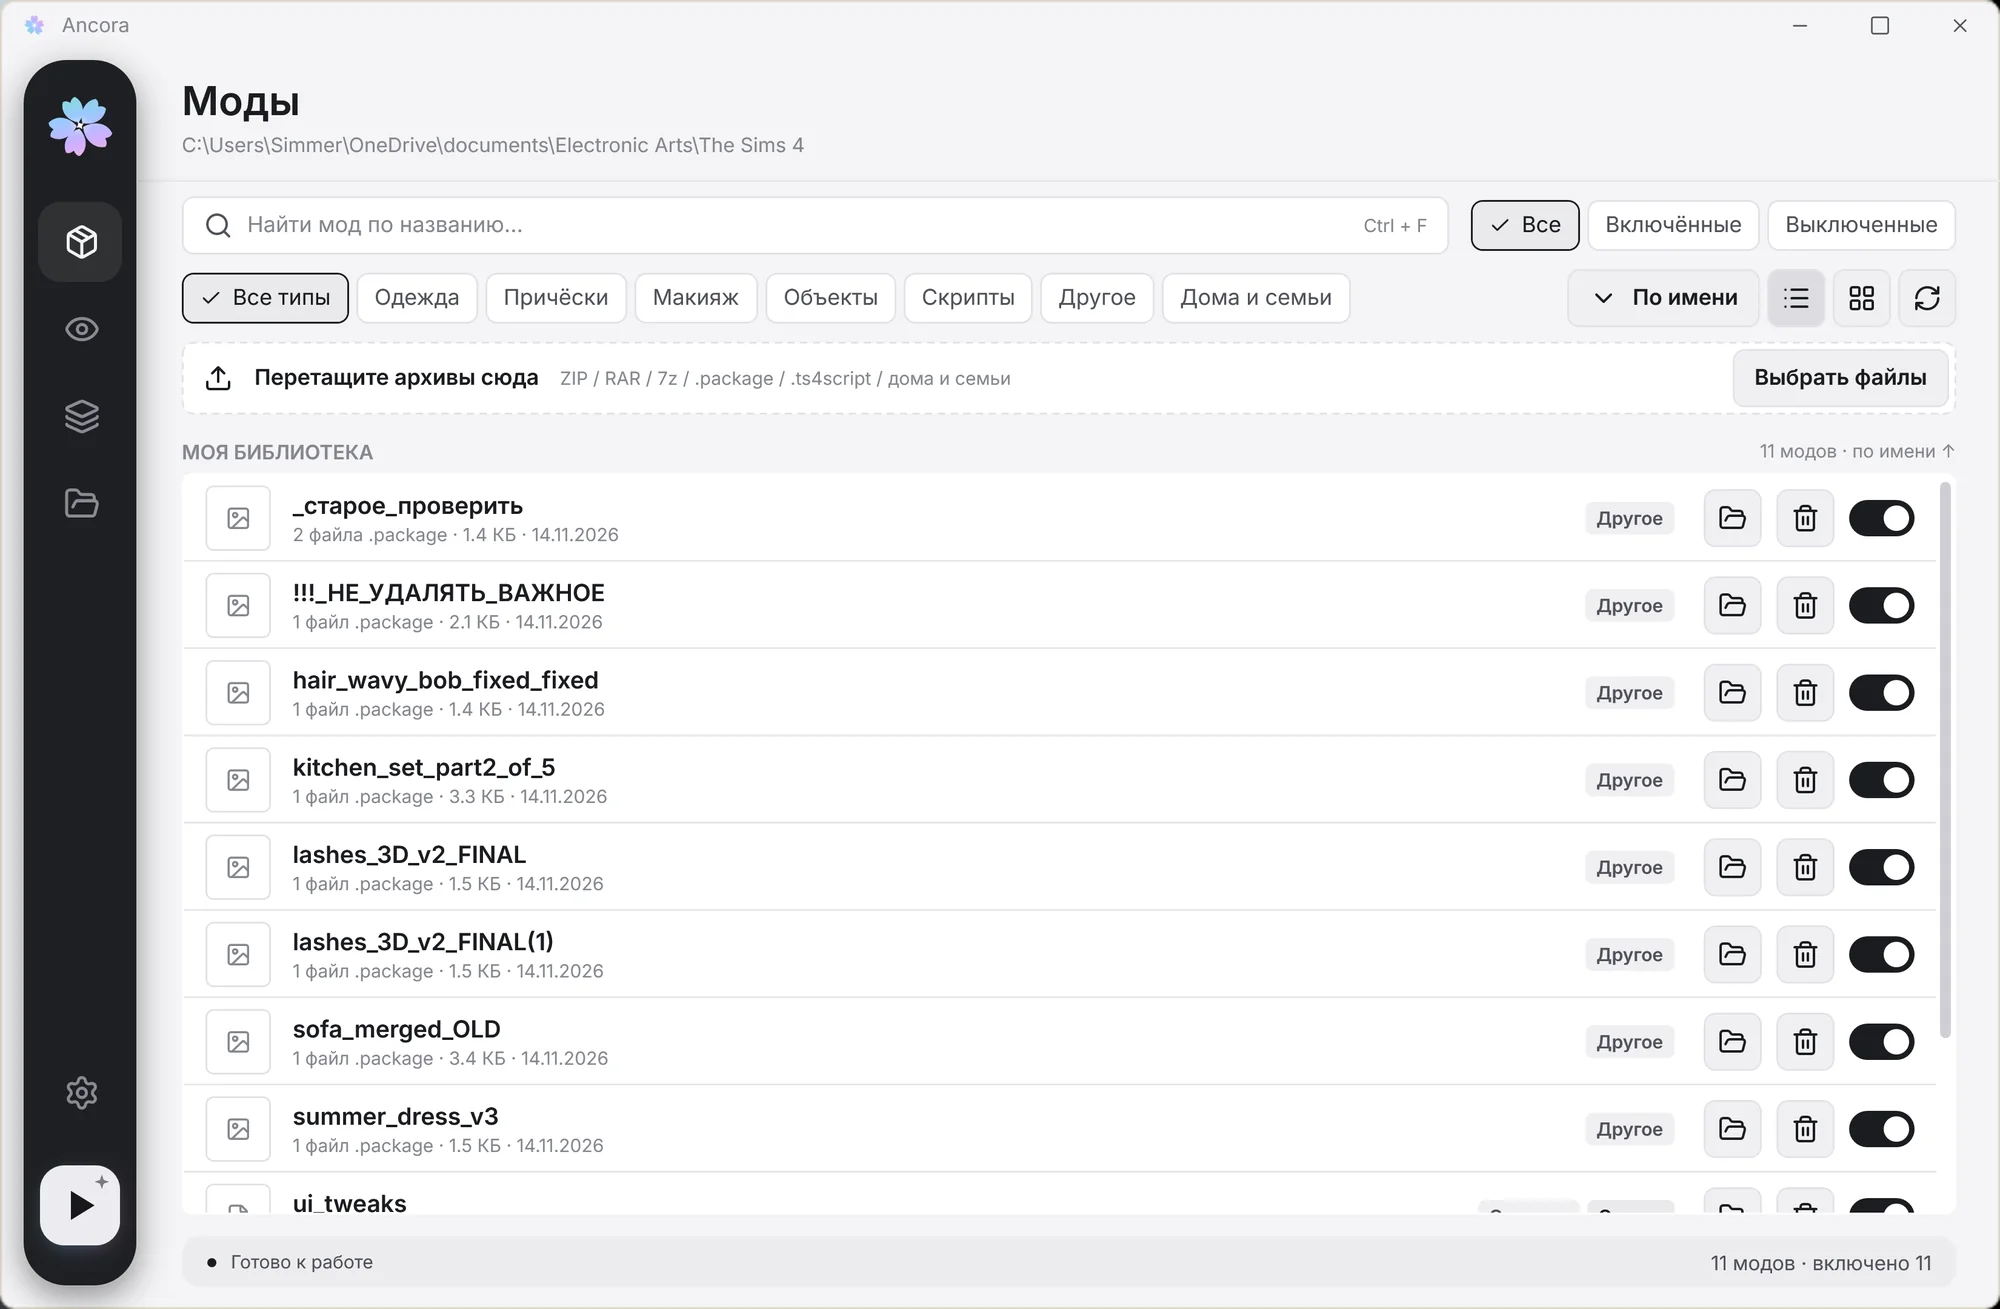 Ancora
Моды
C:\Users\Simmer\OneDrive\documents\Electronic Arts\The Sims 4
Найти мод по названию... Ctrl + F Все Включённые Выключенные
Все типы Одежда Причёски Макияж Объекты Скрипты Другое Дома и семьи По имени
Перетащите архивы сюда ZIP / RAR / 7z / .package / .ts4script / дома и семьи Выбрать файлы
МОЯ БИБЛИОТЕКА 11 модов · по имени ↑
_старое_проверить
2 файла .package · 1.4 КБ · 14.11.2026 Другое
!!!_НЕ_УДАЛЯТЬ_ВАЖНОЕ
1 файл .package · 2.1 КБ · 14.11.2026 Другое
hair_wavy_bob_fixed_fixed
1 файл .package · 1.4 КБ · 14.11.2026 Другое
kitchen_set_part2_of_5
1 файл .package · 3.3 КБ · 14.11.2026 Другое
lashes_3D_v2_FINAL
1 файл .package · 1.5 КБ · 14.11.2026 Другое
lashes_3D_v2_FINAL(1)
1 файл .package · 1.5 КБ · 14.11.2026 Другое
sofa_merged_OLD
1 файл .package · 3.4 КБ · 14.11.2026 Другое
summer_dress_v3
1 файл .package · 1.5 КБ · 14.11.2026 Другое
ui_tweaks
Готово к работе 11 модов · включено 11